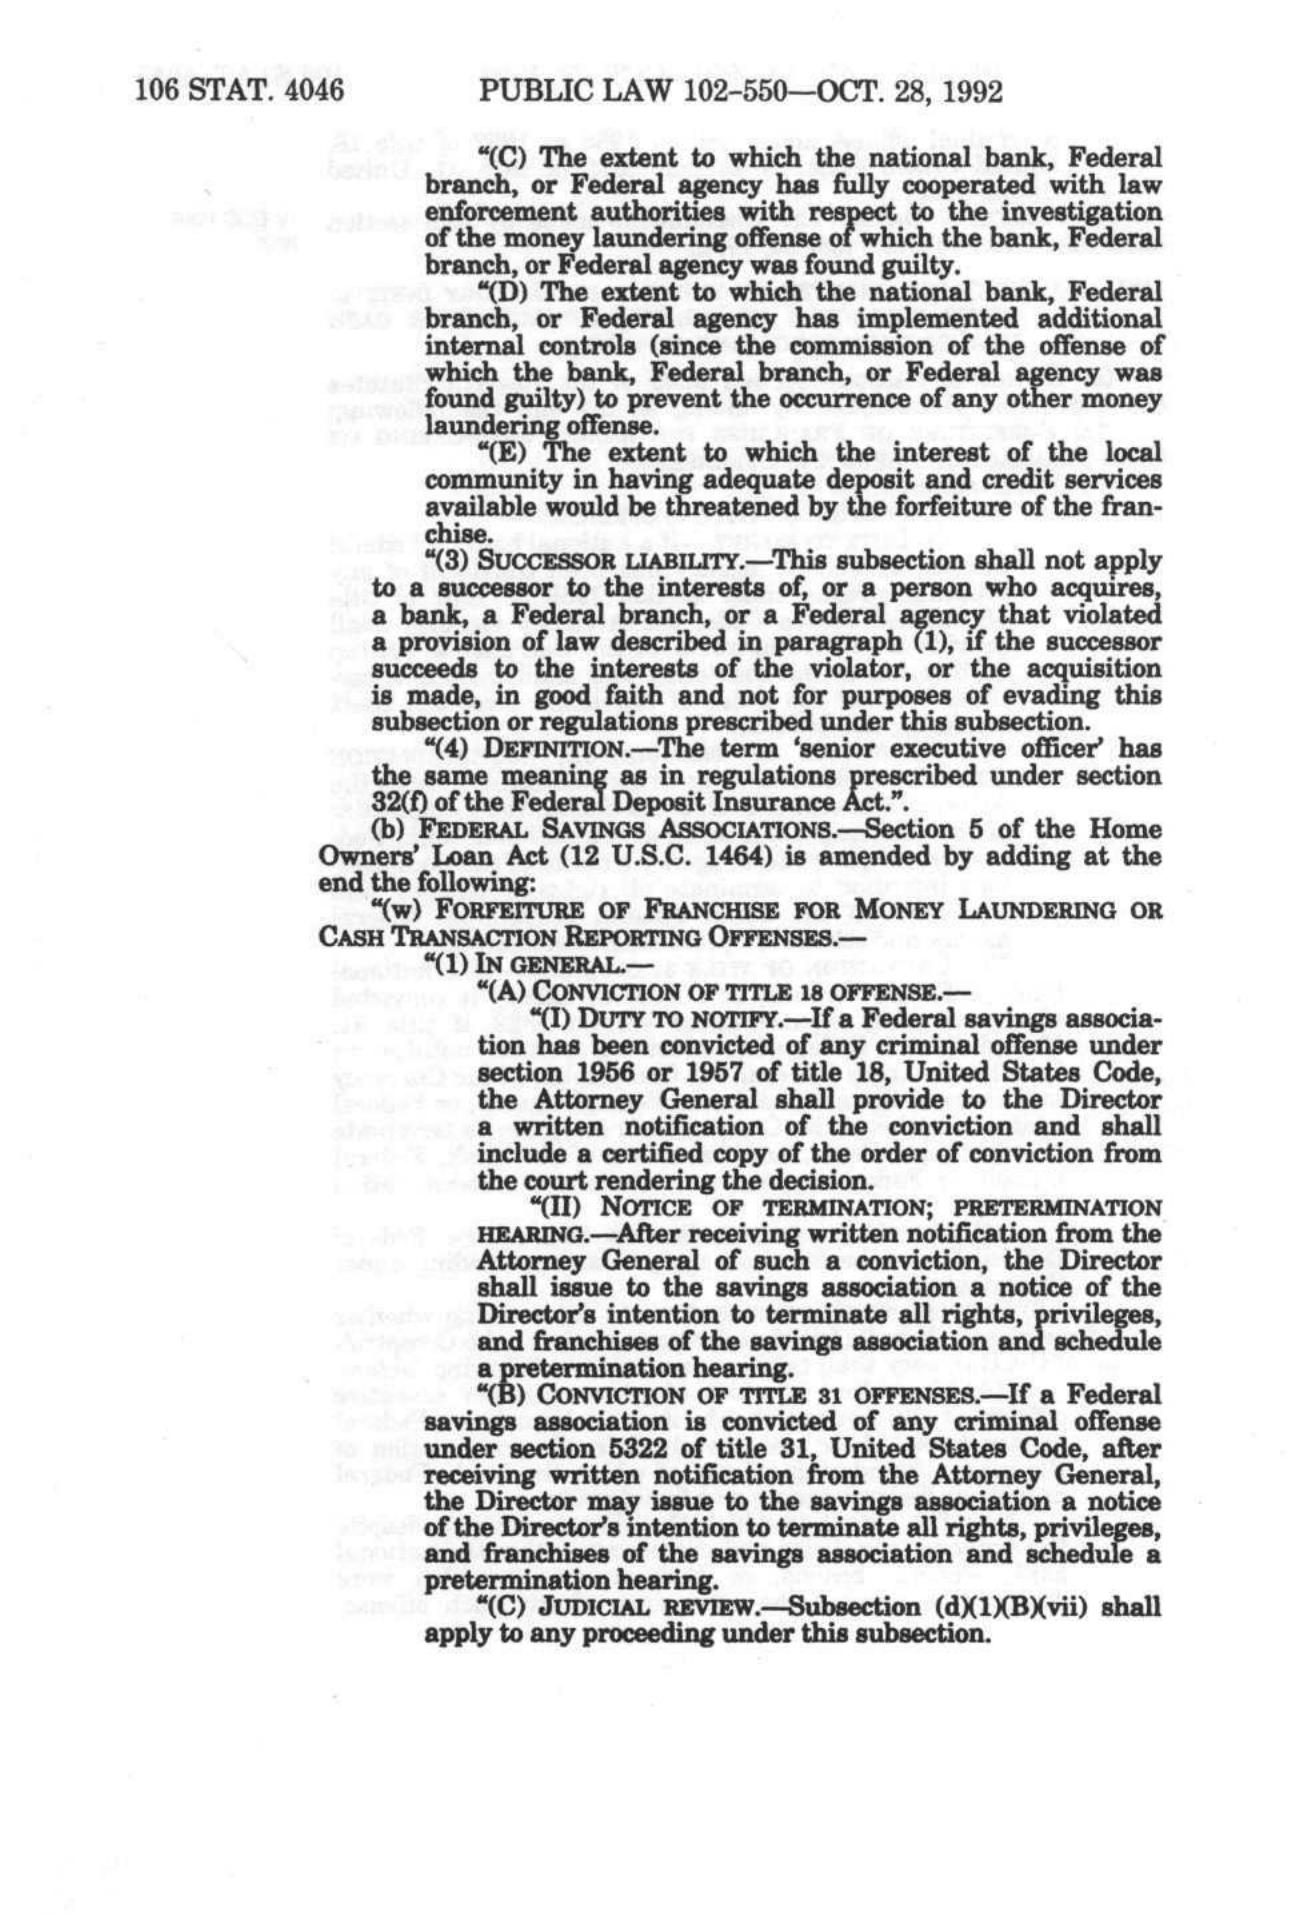 106 STAT. 4046 PUBLIC LAW 102-550—OCT. 28, 1992
“(C) The extent to which the national bank, Federal
branch, or Federal agency has fully cooperated with law
enforcement authorities with respect to the investigation
of the money laundering offense of which the bank, Federal
branch, or Federal agency was found guilty.
“(D) The extent to which the national bank, Federal
branch, or Federal agency has implemented additional
internal controls (since the commission of the offense of
which the bank, Federal branch, or Federal agency was
found guilty) to prevent the occurrence of any other money
laundering offense.
“(E) The extent to which the interest of the local
community in having adequate deposit and credit services
available would be threatened by the forfeiture of the fran-
chise.
“(3) SUCCESSOR LIABILITY.—This subsection shall not apply
to a successor to the interests of, or a person who acquires,
a bank, a Federal branch, or a Federal agency that violated
a provision of law described in paragraph (1), if the successor
succeeds to the interests of the violator, or the acquisition
is made, in good faith and not for purposes of evading this
subsection or regulations prescribed under this subsection.
“(4) DEFINITION.—The term ‘senior executive officer’ has
the same meaning as in regulations prescribed under section
32(f) of the Federal Deposit Insurance Act.”.
(b) FEDERAL SAVINGS ASSOCIATIONS.—Section 5 of the Home
Owners’ Loan Act (12 U.S.C. 1464) is amended by adding at the
end the following:
“(w) FORFEITURE OF FRANCHISE FOR MONEY LAUNDERING OR
CASH TRANSACTION REPORTING OFFENSES.—
“(1) IN GENERAL.—
“(A) CONVICTION OF TITLE 18 OFFENSE.—
“(I) DUTY TO NOTIFY.—If a Federal savings associa-
tion has been convicted of any criminal offense under
section 1956 or 1957 of title 18, United States Code,
the Attorney General shall provide to the Director
a written notification of the conviction and shall
include a certified copy of the order of conviction from
the court rendering the decision.
“(II) NOTICE OF TERMINATION; PRETERMINATION
HEARING.—After receiving written notification from the
Attorney General of such a conviction, the Director
shall issue to the savings association a notice of the
Director’s intention to terminate all rights, privileges,
and franchises of the savings association and schedule
a pretermination hearing.
“(B) CONVICTION OF TITLE 31 OFFENSES.—If a Federal
savings association is convicted of any criminal offense
under section 5322 of title 31, United States Code, after
receiving written notification from the Attorney General,
the Director may issue to the savings association a notice
of the Director’s intention to terminate all rights, privileges,
and franchises of the savings association and schedule a
pretermination hearing.
“(C) JUDICIAL REVIEW.—Subsection (d)(1)(B)(vii) shall
apply to any proceeding under this subsection.